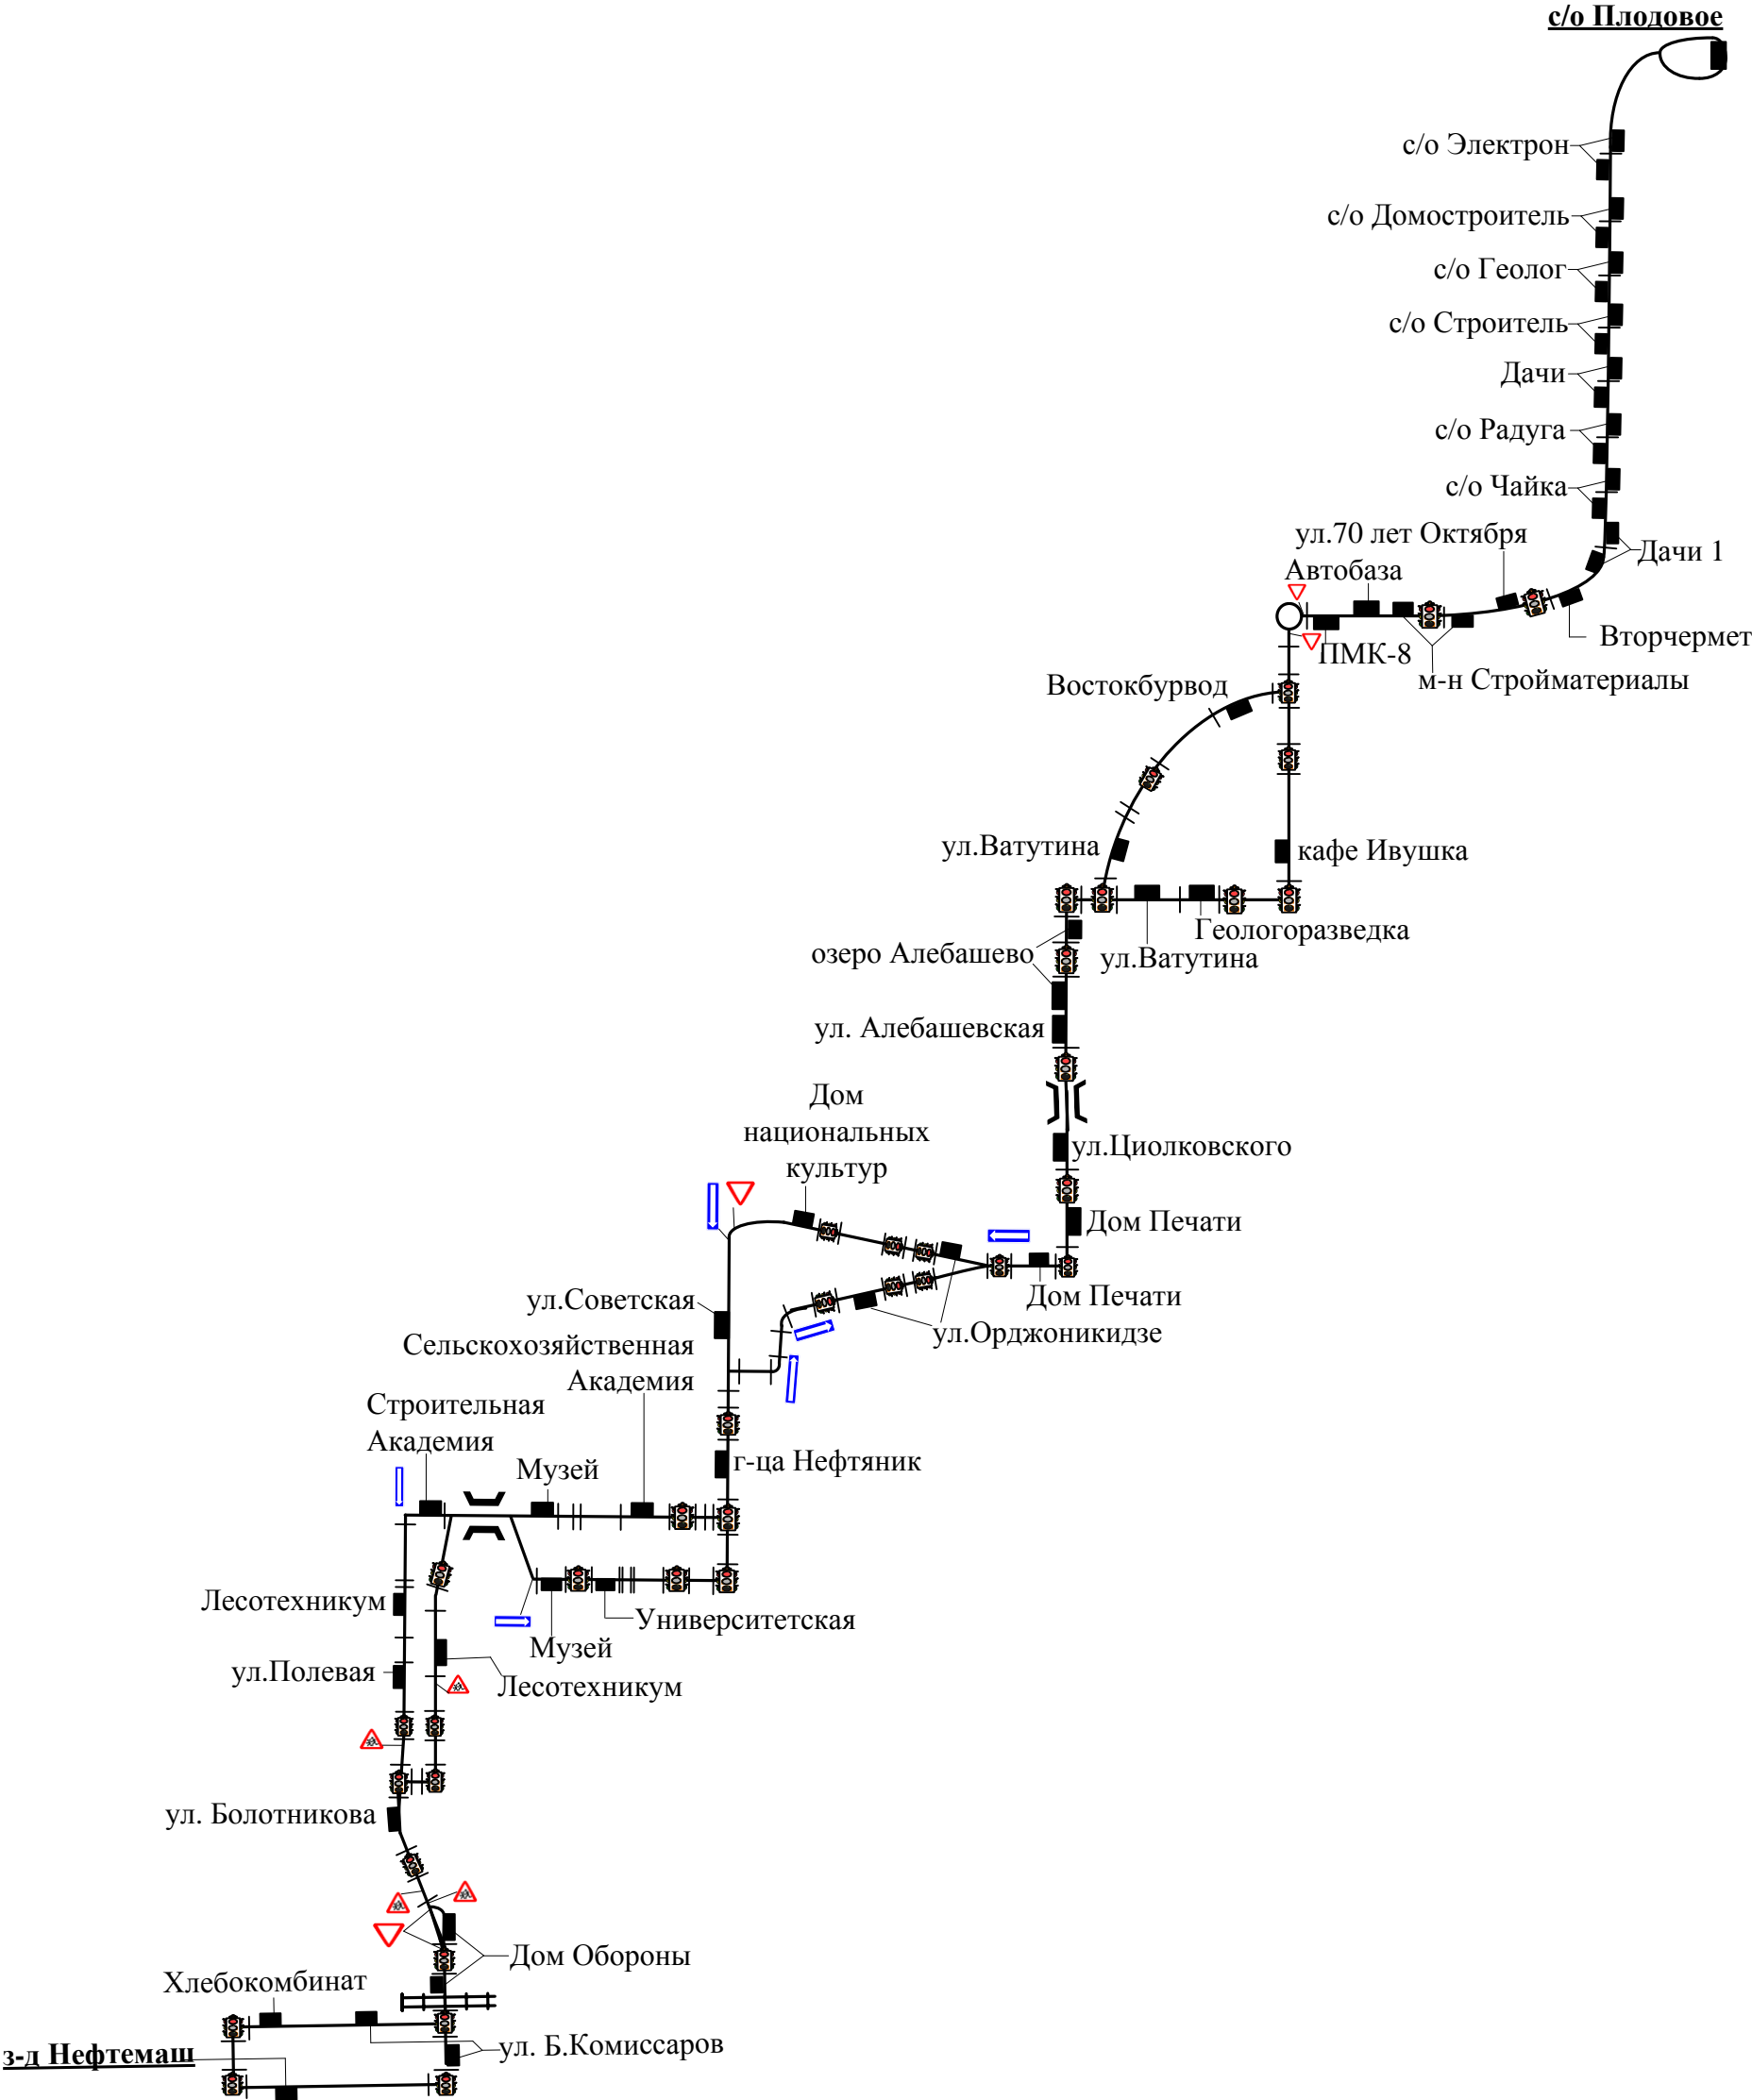 с/о Плодовое
с/о Электрон
с/о Домостроитель
с/о Геолог
с/о Строитель
Дачи
с/о Радуга
с/о Чайка
ул.70 лет Октября
Дачи 1
Автобаза
Вторчермет
ПМК-8
м-н Стройматериалы
Востокбурвод
ул.Ватутина
кафе Ивушка
Геологоразведка
озеро Алебашево
ул.Ватутина
ул. Алебашевская
Дом
национальных
культур
ул.Циолковского
Дом Печати
ул.Советская
Дом Печати
ул.Орджоникидзе
Сельскохозяйственная
Академия
Строительная
Академия
г-ца Нефтяник
Музей
Лесотехникум
Университетская
Музей
ул.Полевая
Лесотехникум
ул. Болотникова
Дом Обороны
Хлебокомбинат
ул. Б.Комиссаров
з-д Нефтемаш